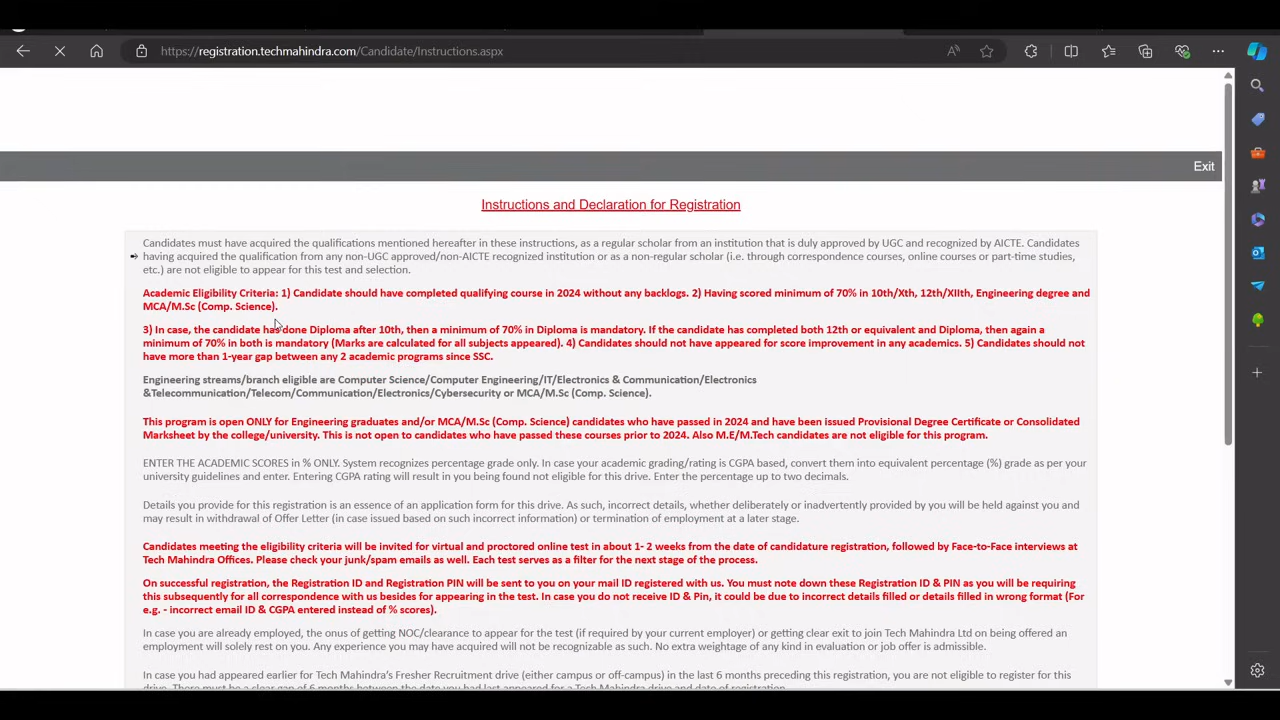 https://registration.techmahindra.com/Candidate/Instructions.aspx
Exit
Instructions and Declaration for Registration
Candidates must have acquired the qualifications mentioned hereafter in these instructions, as a regular scholar from an institution that is duly approved by UGC and recognized by AICTE. Candidates
having acquired the qualification from any non-UGC approved/non-AICTE recognized institution or as a non-regular scholar (i.e. through correspondence courses, online courses or part-time studies,
etc.) are not eligible to appear for this test and selection.
Academic Eligibility Criteria: 1) Candidate should have completed qualifying course in 2024 without any backlogs. 2) Having scored minimum of 70% in 10th/Xth, 12th/XIIth, Engineering degree and
MCA/M.Sc (Comp. Science).
3) In case, the candidate has done Diploma after 10th, then a minimum of 70% in Diploma is mandatory. If the candidate has completed both 12th or equivalent and Diploma, then again a
minimum of 70% in both is mandatory (Marks are calculated for all subjects appeared). 4) Candidates should not have appeared for score improvement in any academics. 5) Candidates should not
have more than 1-year gap between any 2 academic programs since SSC.
Engineering streams/branch eligible are Computer Science/Computer Engineering/IT/Electronics & Communication/Electronics
&Telecommunication/Telecom/Communication/Electronics/Cybersecurity or MCA/M.Sc (Comp. Science).
This program is open ONLY for Engineering graduates and/or MCA/M.Sc (Comp. Science) candidates who have passed in 2024 and have been issued Provisional Degree Certificate or Consolidated
Marksheet by the college/university. This is not open to candidates who have passed these courses prior to 2024. Also M.E/M.Tech candidates are not eligible for this program.
ENTER THE ACADEMIC SCORES in % ONLY. System recognizes percentage grade only. In case your academic grading/rating is CGPA based, convert them into equivalent percentage (%) grade as per your
university guidelines and enter. Entering CGPA rating will result in you being found not eligible for this drive. Enter the percentage up to two decimals.
Details you provide for this registration is an essence of an application form for this drive. As such, incorrect details, whether deliberately or inadvertently provided by you will be held against you and
may result in withdrawal of Offer Letter (in case issued based on such incorrect information) or termination of employment at a later stage.
Candidates meeting the eligibility criteria will be invited for virtual and proctored online test in about 1- 2 weeks from the date of candidature registration, followed by Face-to-Face interviews at
Tech Mahindra Offices. Please check your junk/spam emails as well. Each test serves as a filter for the next stage of the process.
On successful registration, the Registration ID and Registration PIN will be sent to you on your mail ID registered with us. You must note down these Registration ID & PIN as you will be requiring
this subsequently for all correspondence with us besides for appearing in the test. In case you do not receive ID & Pin, it could be due to incorrect details filled or details filled in wrong format (For
e.g. - incorrect email ID & CGPA entered instead of % scores).
In case you are already employed, the onus of getting NOC/clearance to appear for the test (if required by your current employer) or getting clear exit to join Tech Mahindra Ltd on being offered an
employment will solely rest on you. Any experience you may have acquired will not be recognizable as such. No extra weightage of any kind in evaluation or job offer is admissible.
In case you had appeared earlier for Tech Mahindra's Fresher Recruitment drive (either campus or off-campus) in the last 6 months preceding this registration, you are not eligible to register for this
drive. There must be a clear gap of 6 months between the date you had last appeared for a Tech Mahindra drive and date of registration.